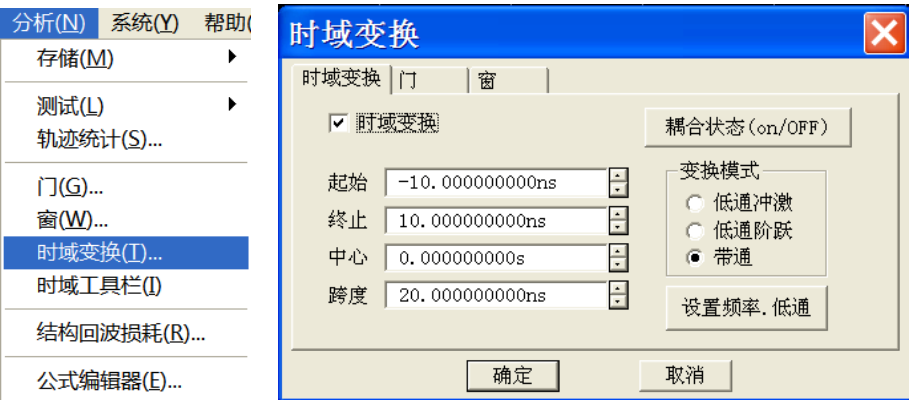 分析(N) 系统(Y) 帮助(
存储(M)
测试(L)
轨迹统计(S)...
门(G)...
窗(W)...
时域变换(T)...
时域工具栏(I)
结构回波损耗(R)...
公式编辑器(E)...
时域变换
时域变换 门 窗
时域变换
耦合状态(on/OFF)
起始 -10.000000000ns
终止 10.000000000ns
中心 0.000000000s
跨度 20.000000000ns
变换模式
低通冲激
低通阶跃
带通
设置频率.低通
确定 取消